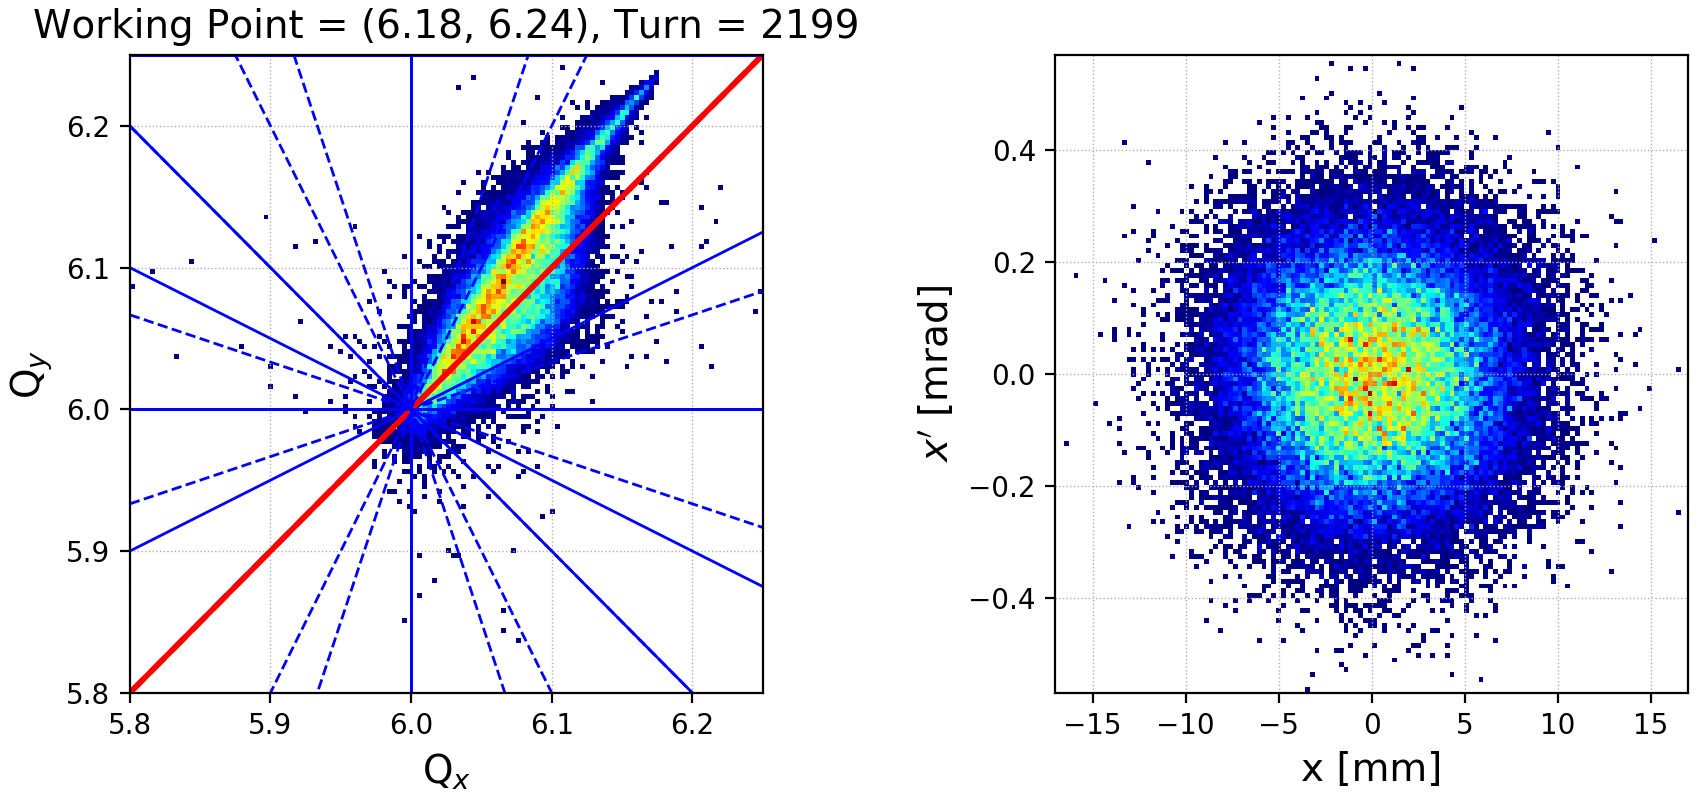 Working Point = (6.18, 6.24), Turn = 2199
6.2
6.1
6.0
5.9
5.8
Q_y
5.8 5.9 6.0 6.1 6.2
Q_x
0.4
0.2
0.0
−0.2
−0.4
x′ [mrad]
−15 −10 −5 0 5 10 15
x [mm]